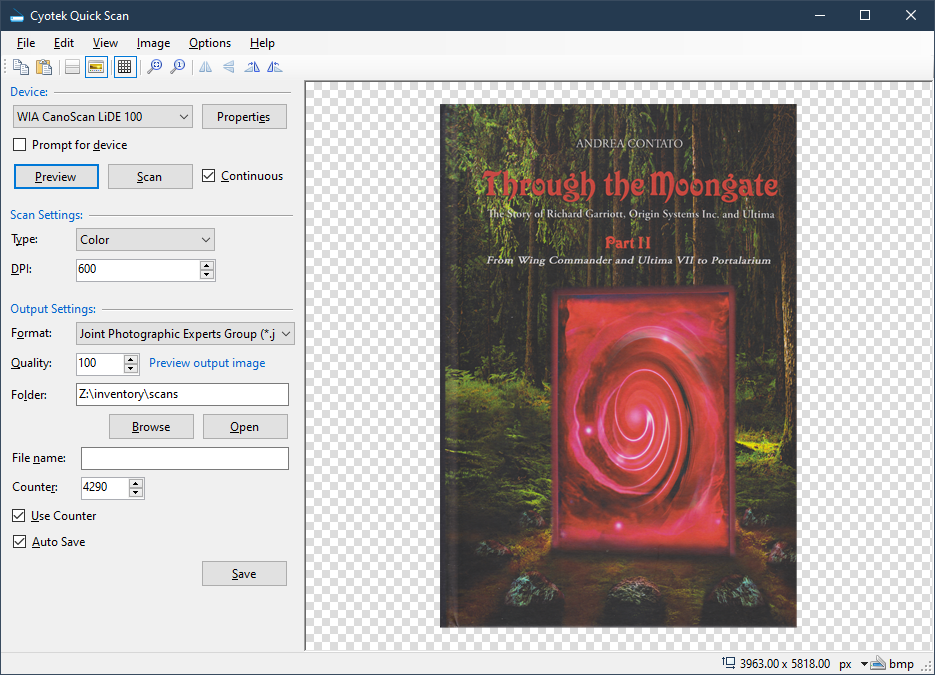 Cyotek Quick Scan
File Edit View Image Options Help
Device:
WIA CanoScan LiDE 100 Properties
Prompt for device
Preview Scan Continuous
Scan Settings:
Type: Color
DPI: 600
Output Settings:
Format: Joint Photographic Experts Group (*.j
Quality: 100 Preview output image
Folder: Z:\inventory\scans
Browse Open
File name:
Counter: 4290
Use Counter
Auto Save
Save
ANDREA CONTATO
Through the Moongate
The Story of Richard Garriott, Origin Systems Inc. and Ultima
Part II
From Wing Commander and Ultima VII to Portalarium
3963.00 x 5818.00 px bmp